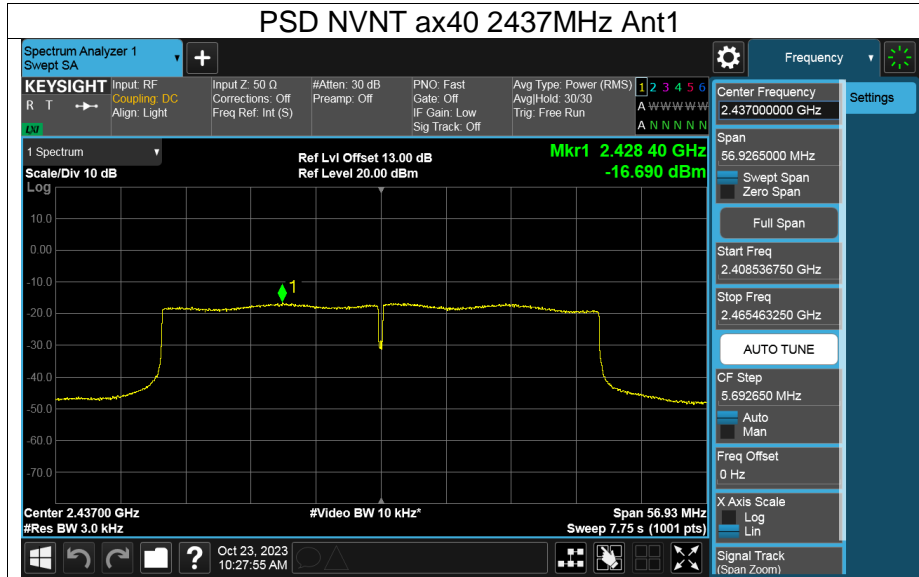 PSD NVNT ax40 2437MHz Ant1
Spectrum Analyzer 1
Swept SA
+
Frequency
KEYSIGHT
R T
LXI
Input: RF
Coupling: DC
Align: Light
Input Z: 50 Ω
Corrections: Off
Freq Ref: Int (S)
#Atten: 30 dB
Preamp: Off
PNO: Fast
Gate: Off
IF Gain: Low
Sig Track: Off
Avg Type: Power (RMS)
Avg|Hold: 30/30
Trig: Free Run
1 2 3 4 5 6
A W W W W W
A N N N N N
Center Frequency
2.437000000 GHz
Settings
1 Spectrum
Scale/Div 10 dB
Ref Lvl Offset 13.00 dB
Ref Level 20.00 dBm
Mkr1 2.428 40 GHz
-16.690 dBm
Span
56.9265000 MHz
Swept Span
Zero Span
Full Span
Start Freq
2.408536750 GHz
Stop Freq
2.465463250 GHz
AUTO TUNE
CF Step
5.692650 MHz
Auto
Man
Freq Offset
0 Hz
X Axis Scale
Log
Lin
Signal Track
(Span Zoom)
Log
10.0
0.00
-10.0
-20.0
-30.0
-40.0
-50.0
-60.0
-70.0
1
Center 2.43700 GHz
#Res BW 3.0 kHz
#Video BW 10 kHz*
Span 56.93 MHz
Sweep 7.75 s (1001 pts)
?
Oct 23, 2023
10:27:55 AM